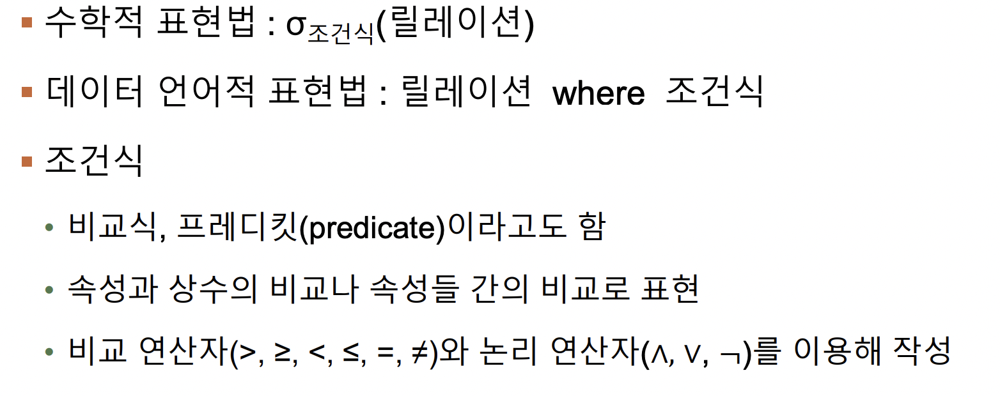 ▪ 수학적 표현법 : σ조건식(릴레이션)
▪ 데이터 언어적 표현법 : 릴레이션 where 조건식
▪ 조건식
• 비교식, 프레디킷(predicate)이라고도 함
• 속성과 상수의 비교나 속성들 간의 비교로 표현
• 비교 연산자(>, ≥, <, ≤, =, ≠)와 논리 연산자(∧, ∨, ¬)를 이용해 작성